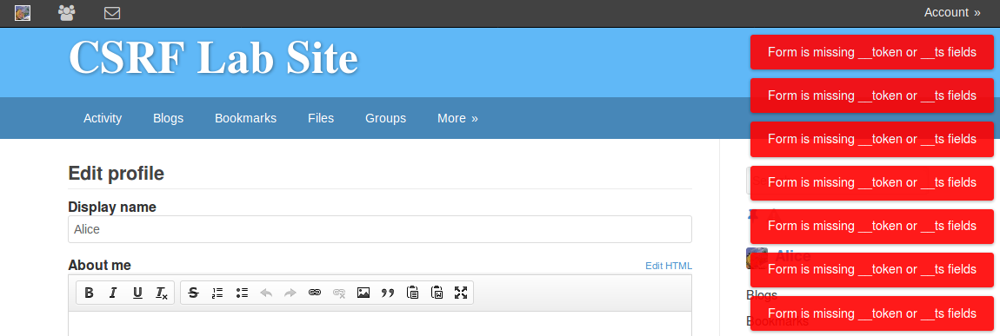 Account »
CSRF Lab Site
Activity Blogs Bookmarks Files Groups More »
Form is missing __token or __ts fields
Form is missing __token or __ts fields
Form is missing __token or __ts fields
Form is missing __token or __ts fields
Form is missing __token or __ts fields
Form is missing __token or __ts fields
Form is missing __token or __ts fields
Edit profile
Display name
Alice
About me Edit HTML
B I U Tx S
Alice
Blogs
Bookmarks